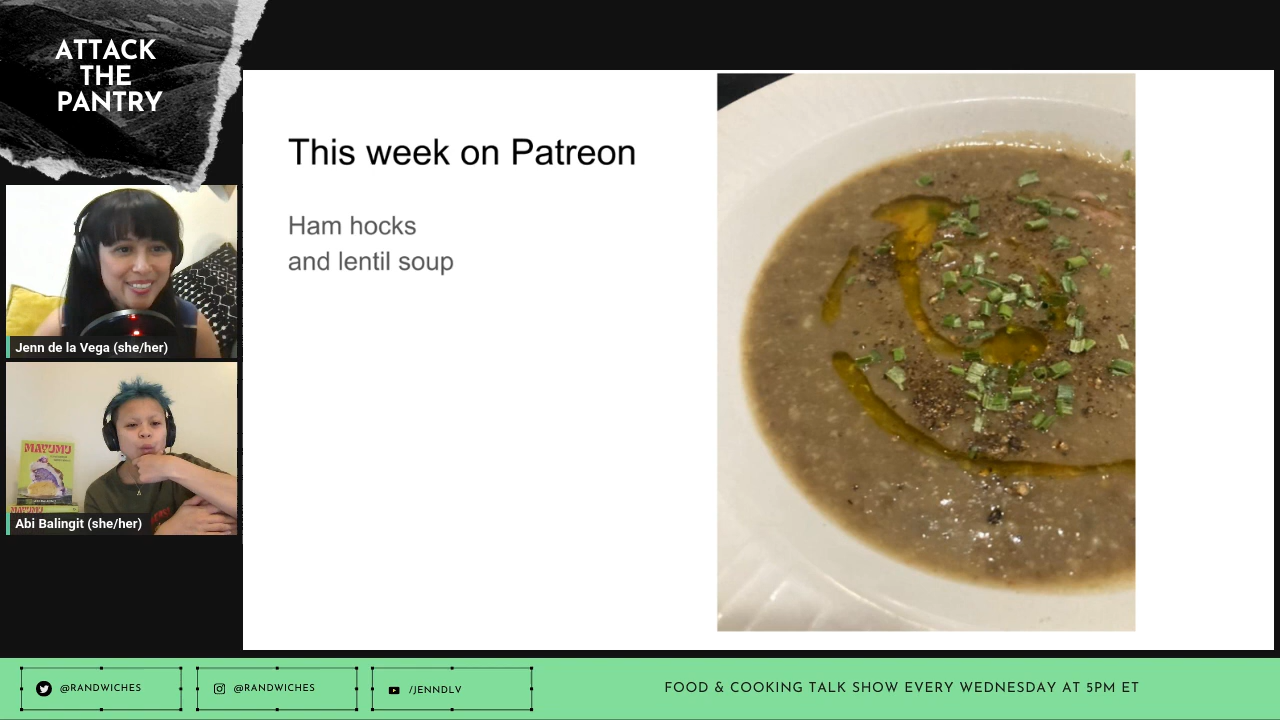 ATTACK
THE
PANTRY
This week on Patreon
Ham hocks
and lentil soup
Jenn de la Vega (she/her)
MAYUMU
Abi Balingit (she/her)
@RANDWICHES
@RANDWICHES
/JENNDLV
FOOD & COOKING TALK SHOW EVERY WEDNESDAY AT 5PM ET